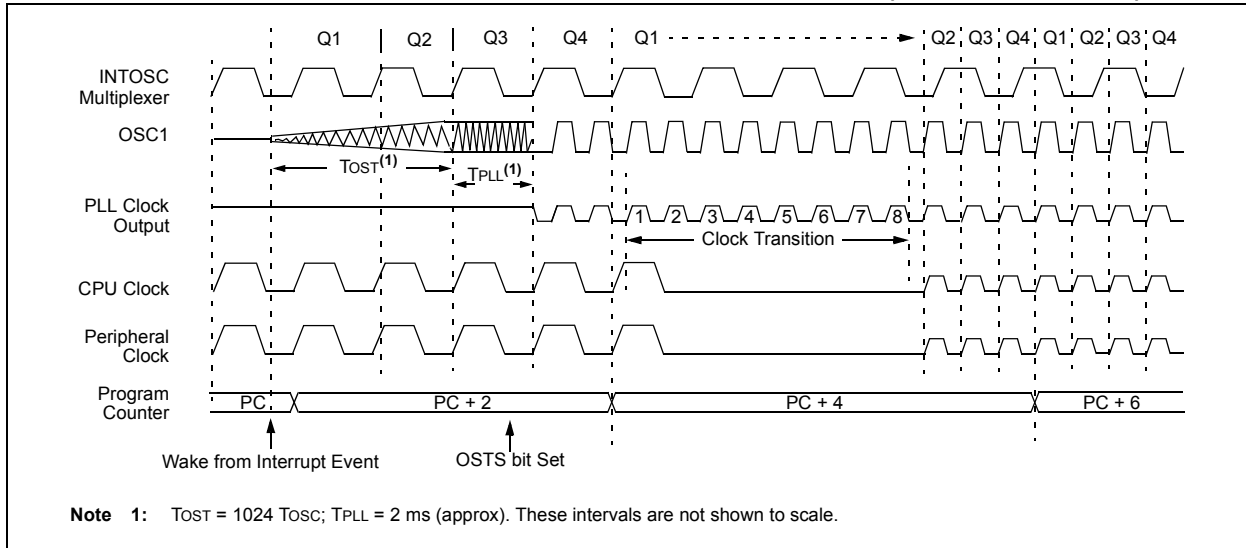 Q1 Q2 Q3 Q4 Q1 Q2 Q3 Q4 Q1 Q2 Q3 Q4
INTOSC
Multiplexer
OSC1
TOST(1)
TPLL(1)
PLL Clock
Output
1 2 3 4 5 6 7 8
Clock Transition
CPU Clock
Peripheral
Clock
Program
Counter
PC PC + 2 PC + 4 PC + 6
Wake from Interrupt Event OSTS bit Set
Note 1: TOST = 1024 TOSC; TPLL = 2 ms (approx). These intervals are not shown to scale.